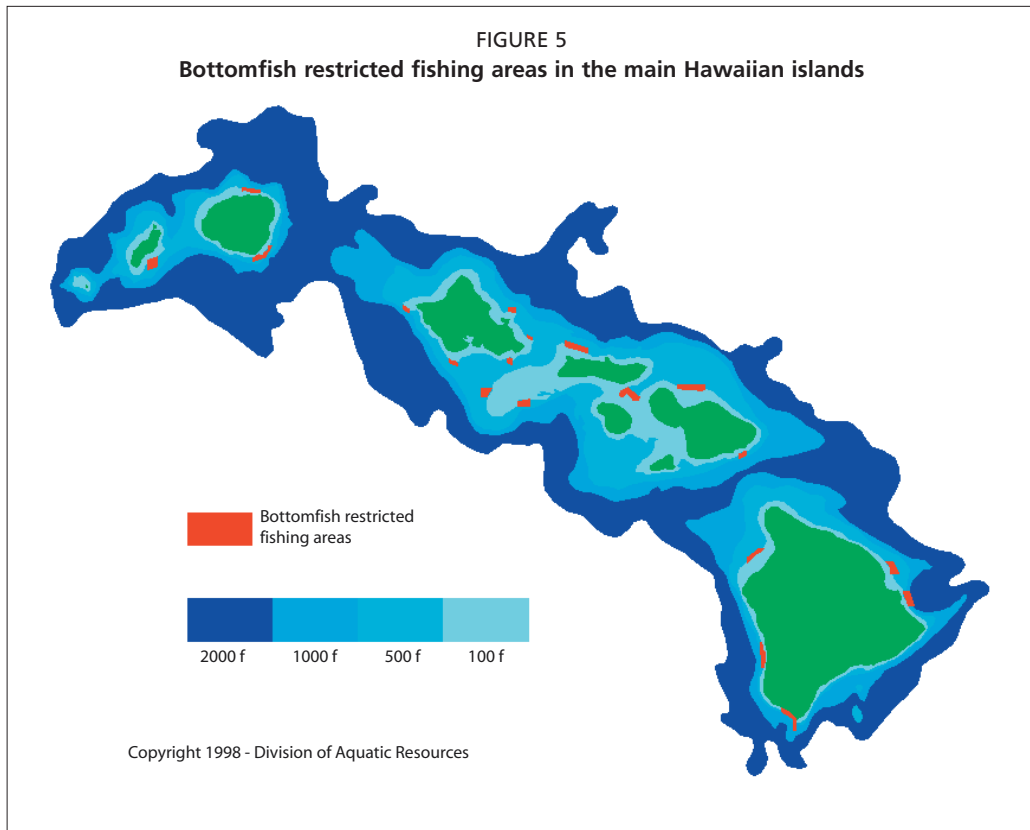 FIGURE 5
Bottomfish restricted fishing areas in the main Hawaiian islands
Bottomfish restricted
fishing areas
2000 f 1000 f 500 f 100 f
Copyright 1998 - Division of Aquatic Resources